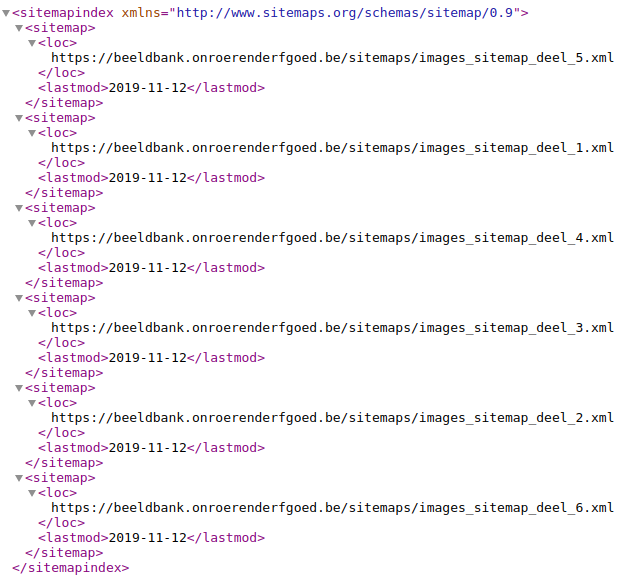 <sitemapindex xmlns="http://www.sitemaps.org/schemas/sitemap/0.9">
<sitemap>
<loc>
https://beeldbank.onroerenderfgoed.be/sitemaps/images_sitemap_deel_5.xml
</loc>
<lastmod>2019-11-12</lastmod>
</sitemap>
<sitemap>
<loc>
https://beeldbank.onroerenderfgoed.be/sitemaps/images_sitemap_deel_1.xml
</loc>
<lastmod>2019-11-12</lastmod>
</sitemap>
<sitemap>
<loc>
https://beeldbank.onroerenderfgoed.be/sitemaps/images_sitemap_deel_4.xml
</loc>
<lastmod>2019-11-12</lastmod>
</sitemap>
<sitemap>
<loc>
https://beeldbank.onroerenderfgoed.be/sitemaps/images_sitemap_deel_3.xml
</loc>
<lastmod>2019-11-12</lastmod>
</sitemap>
<sitemap>
<loc>
https://beeldbank.onroerenderfgoed.be/sitemaps/images_sitemap_deel_2.xml
</loc>
<lastmod>2019-11-12</lastmod>
</sitemap>
<sitemap>
<loc>
https://beeldbank.onroerenderfgoed.be/sitemaps/images_sitemap_deel_6.xml
</loc>
<lastmod>2019-11-12</lastmod>
</sitemap>
</sitemapindex>